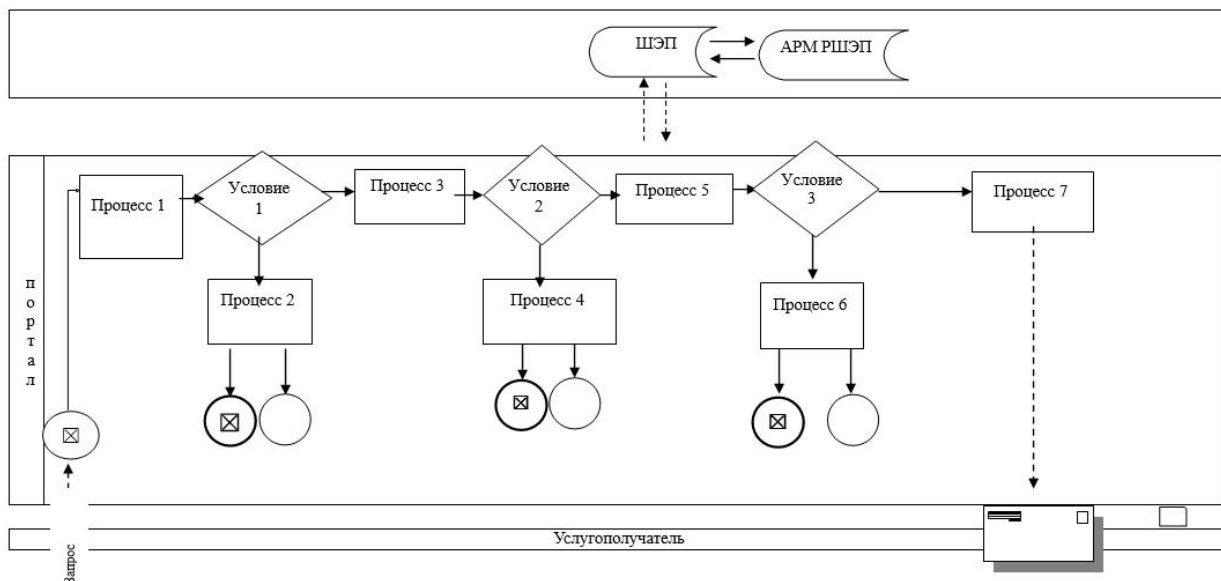 ШЭП
АРМ РШЭП
Процесс 1
Условие
1
Процесс 3
Условие
2
Процесс 5
Условие
3
Процесс 7
Процесс 2
Процесс 4
Процесс 6
портал
Услугополучатель
Запрос